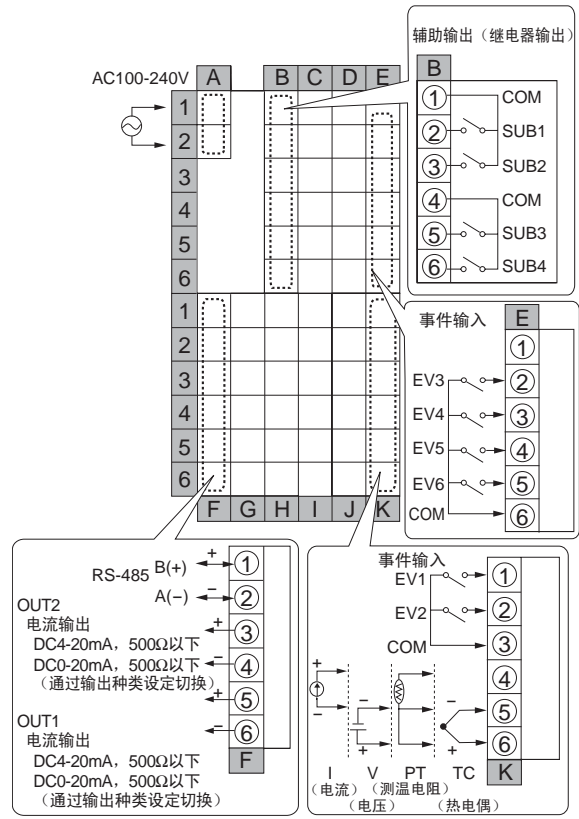 辅助输出（继电器输出）
B
① COM
② SUB1
③ SUB2
④ COM
⑤ SUB3
⑥ SUB4
AC100-240V A B C D E
1
2
3
4
5
6
1
2
3
4
5
6
F G H I J K
事件输入 E
①
EV3 ②
EV4 ③
EV5 ④
EV6 ⑤
COM ⑥
RS-485 B(+) + ①
A(−) − ②
OUT2
电流输出 + ③
DC4-20mA，500Ω以下
DC0-20mA，500Ω以下 − ④
（通过输出种类设定切换）
+ ⑤
OUT1 − ⑥
电流输出 F
DC4-20mA，500Ω以下
DC0-20mA，500Ω以下
（通过输出种类设定切换）
事件输入
EV1 ①
EV2 ②
COM ③
④
+ − − ⑤
− + + ⑥
I V PT TC K
（电流） （测温电阻）
（电压） （热电偶）